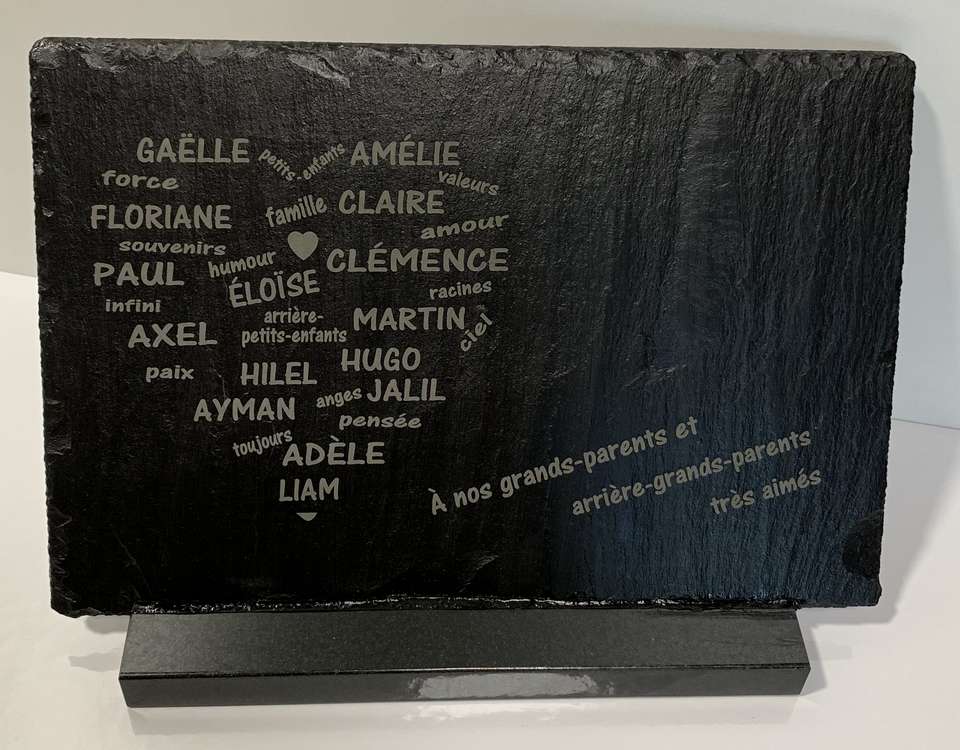 GAËLLE petits-enfants AMÉLIE
force valeurs
FLORIANE famille CLAIRE
souvenirs amour
PAUL humour CLÉMENCE
ÉLOÏSE racines
infini arrière-
petits-enfants MARTIN ciel
AXEL
HUGO
paix HILEL
anges JALIL
AYMAN pensée
toujours ADÈLE
LIAM
À nos grands-parents et
arrière-grands-parents
très aimés